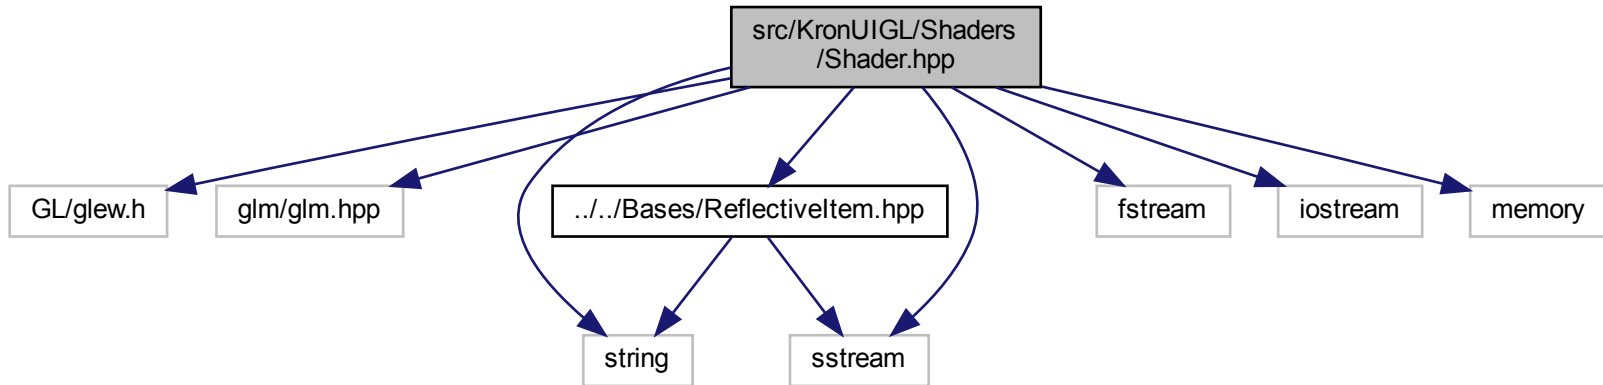 src/KronUIGL/Shaders
/Shader.hpp
GL/glew.h
glm/glm.hpp
../../Bases/ReflectiveItem.hpp
fstream
iostream
memory
string
sstream